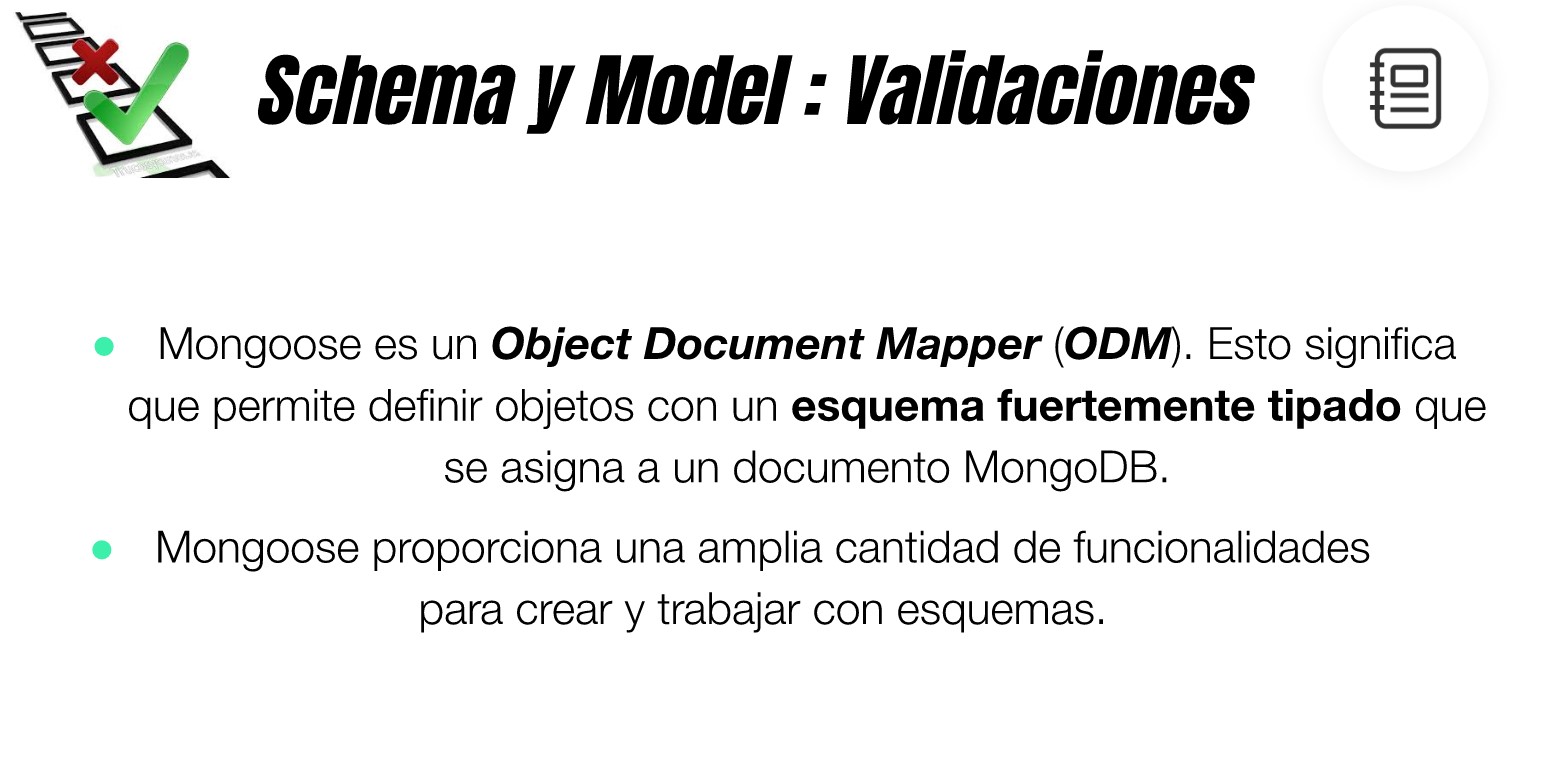 Schema y Model : Validaciones
● Mongoose es un Object Document Mapper (ODM). Esto significa
que permite definir objetos con un esquema fuertemente tipado que
se asigna a un documento MongoDB.
● Mongoose proporciona una amplia cantidad de funcionalidades
para crear y trabajar con esquemas.